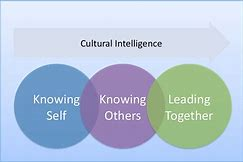 Cultural Intelligence
Knowing
Self
Knowing
Others
Leading
Together